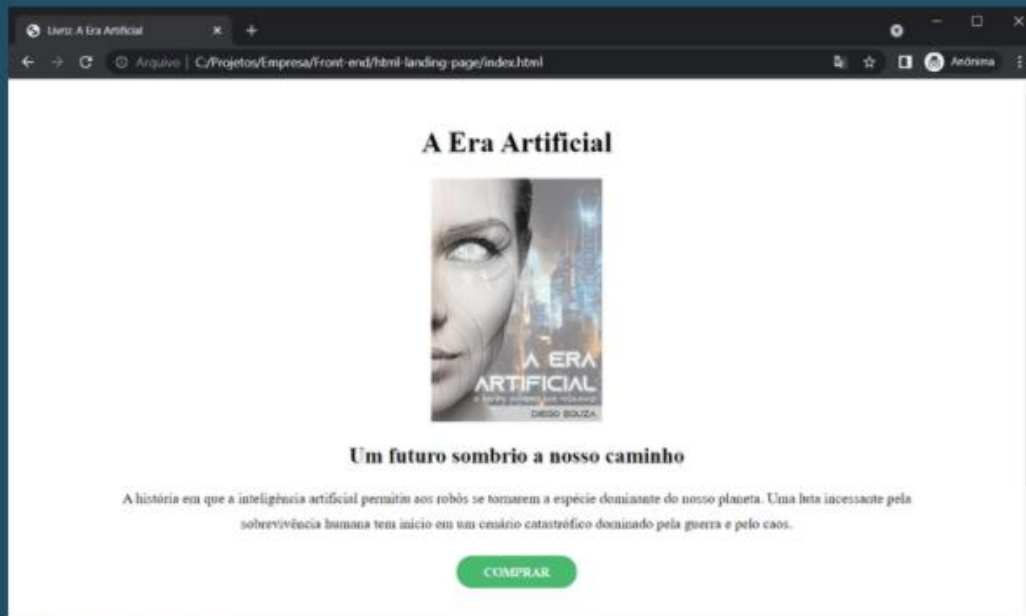 Livro: A Era Artificial
Arquivo | C:/Projetos/Empresa/Front-end/html-landing-page/index.html
Anônima
A Era Artificial
A ERA
ARTIFICIAL
DIEGO SOUZA
Um futuro sombrio a nosso caminho
A história em que a inteligência artificial permitiu aos robôs se tornarem a espécie dominante do nosso planeta. Uma luta incessante pela
sobrevivência humana tem início em um cenário catastrófico dominado pela guerra e pelo caos.
COMPRAR